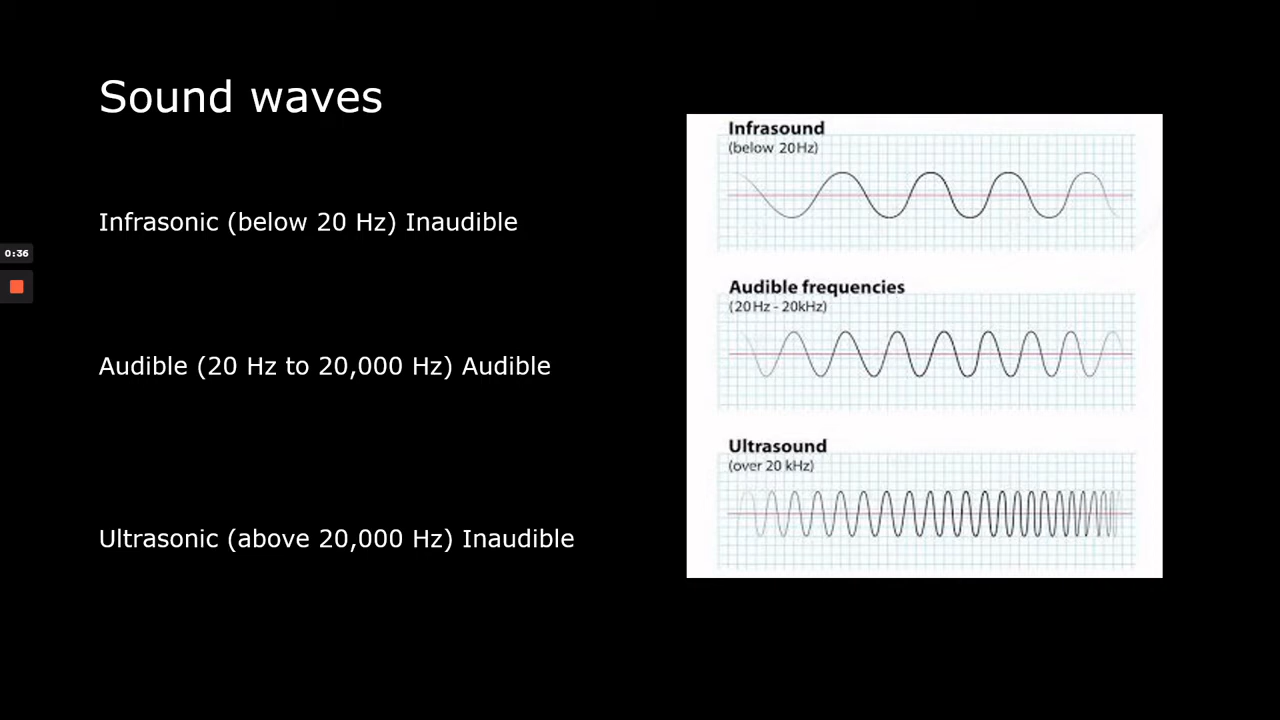 Sound waves
Infrasonic (below 20 Hz) Inaudible
0:36
Audible (20 Hz to 20,000 Hz) Audible
Ultrasonic (above 20,000 Hz) Inaudible
Infrasound
(below 20Hz)
Audible frequencies
(20Hz - 20kHz)
Ultrasound
(over 20 kHz)